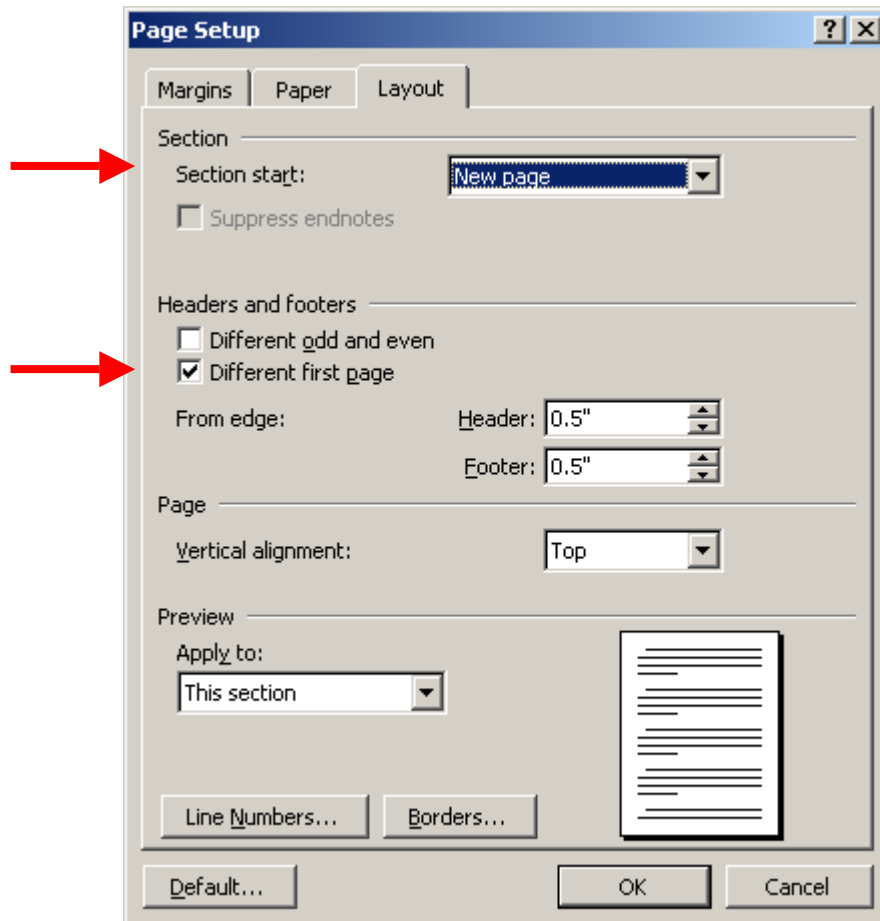 Page Setup
Margins Paper Layout
Section
Section start: New page
Suppress endnotes
Headers and footers
Different odd and even
Different first page
From edge: Header: 0.5"
Footer: 0.5"
Page
Vertical alignment: Top
Preview
Apply to:
This section
Line Numbers... Borders...
Default... OK Cancel